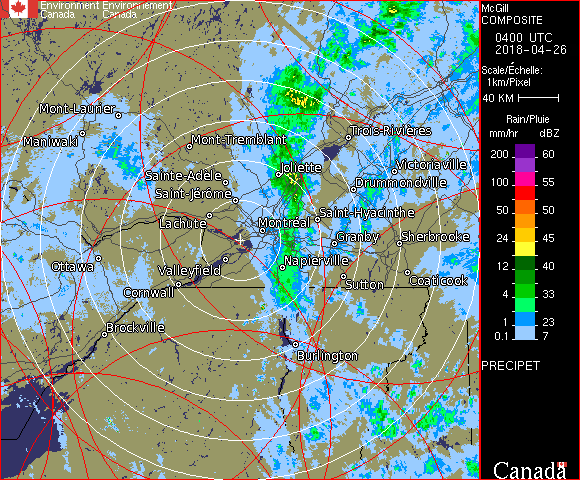 Environment Environnement
Canada Canada
McGill
COMPOSITE
0400 UTC
2018-04-26
Scale/Échelle:
1km/Pixel
40 KM
Rain/Pluie
mm/hr dBZ
200 60
100 55
50 50
24 45
12 40
4 33
1 23
0.1 7
PRECIPET
Canada
Mont-Laurier
Maniwaki
Mont-Tremblant
Trois-Rivières
Sainte-Adèle
Joliette
Victoriaville
Saint-Jérôme
Drummondville
Lachute
Montréal
Saint-Hyacinthe
Granby
Sherbrooke
Ottawa
Valleyfield
Napierville
Cornwall
Sutton
Coaticook
Brockville
Burlington